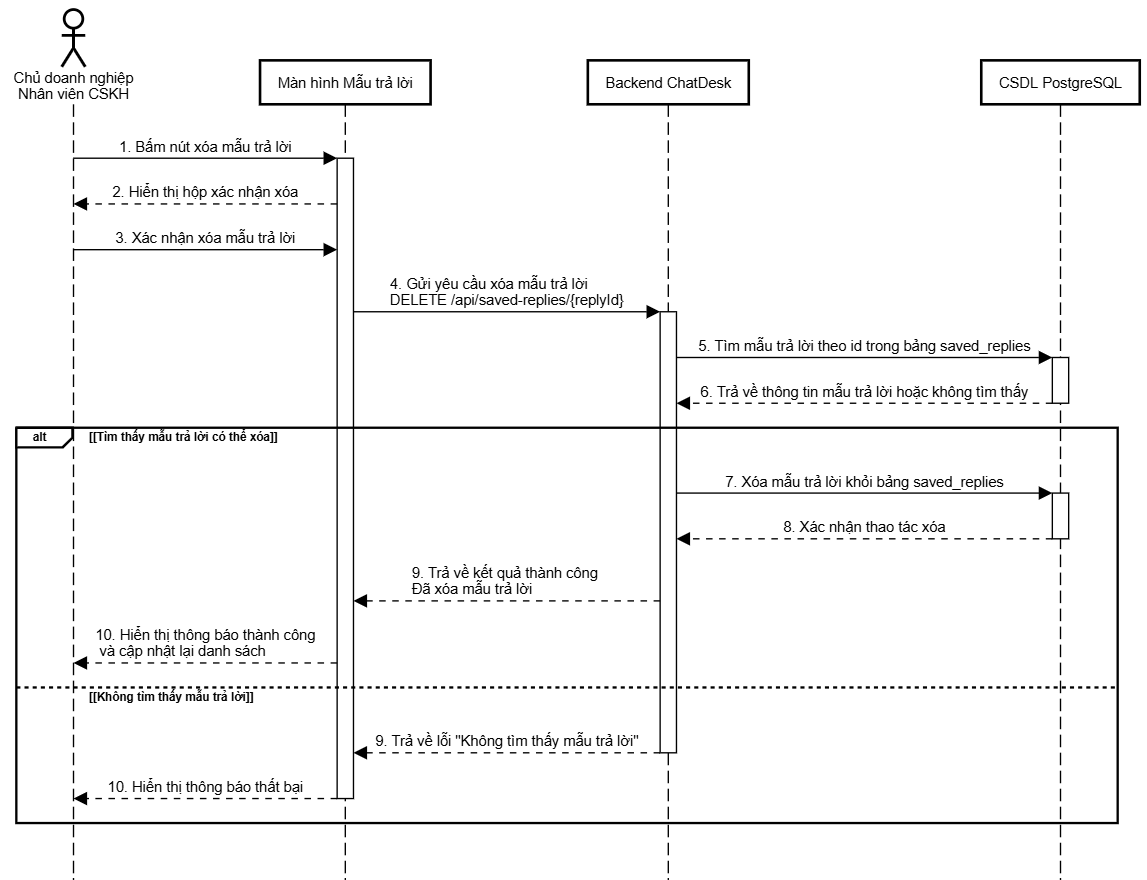 Chủ doanh nghiệp
Nhân viên CSKH
Màn hình Mẫu trả lời
Backend ChatDesk
CSDL PostgreSQL
1. Bấm nút xóa mẫu trả lời
2. Hiển thị hộp xác nhận xóa
3. Xác nhận xóa mẫu trả lời
4. Gửi yêu cầu xóa mẫu trả lời
DELETE /api/saved-replies/{replyId}
5. Tìm mẫu trả lời theo id trong bảng saved_replies
6. Trả về thông tin mẫu trả lời hoặc không tìm thấy
alt
[[Tìm thấy mẫu trả lời có thể xóa]]
7. Xóa mẫu trả lời khỏi bảng saved_replies
8. Xác nhận thao tác xóa
9. Trả về kết quả thành công
Đã xóa mẫu trả lời
10. Hiển thị thông báo thành công
và cập nhật lại danh sách
[[Không tìm thấy mẫu trả lời]]
9. Trả về lỗi "Không tìm thấy mẫu trả lời"
10. Hiển thị thông báo thất bại